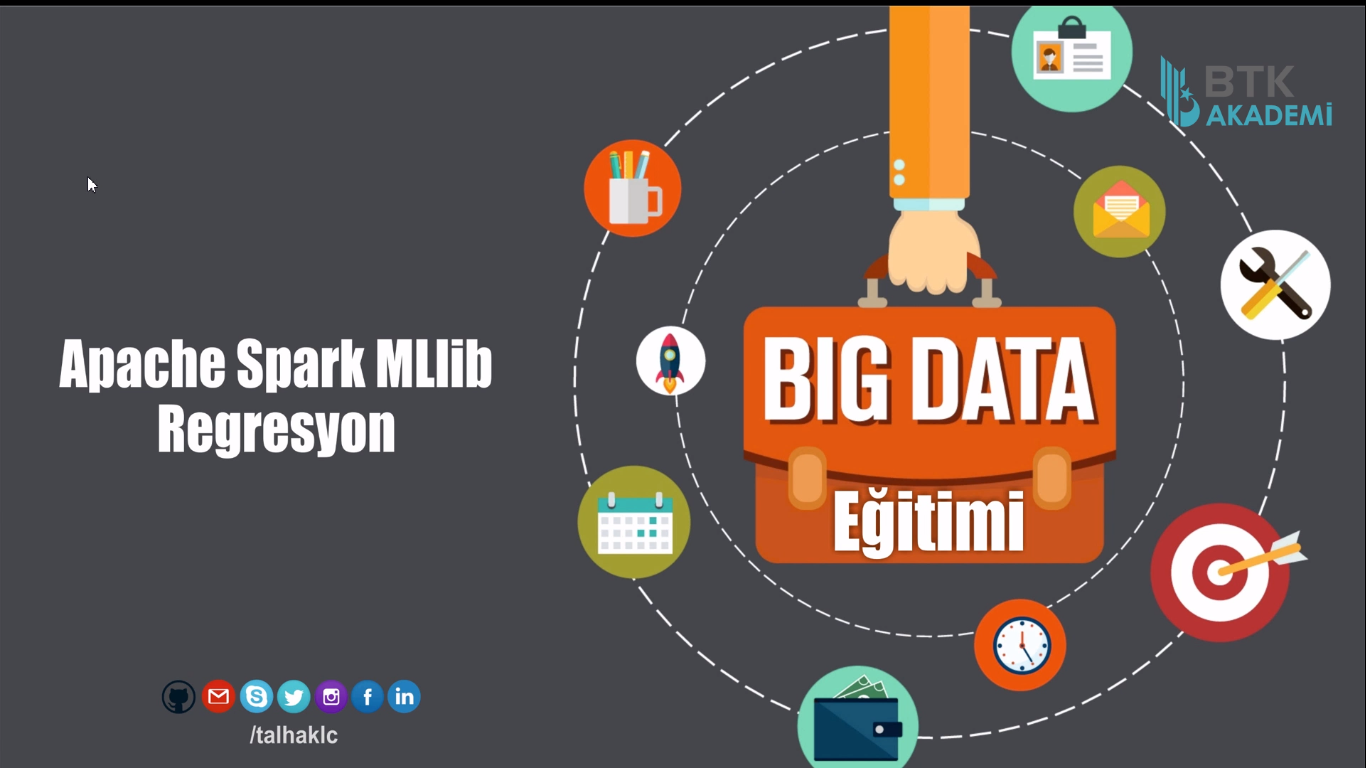 BTK
AKADEMİ
Apache Spark MLlib
Regresyon
BIG DATA
Eğitimi
/talhaklc